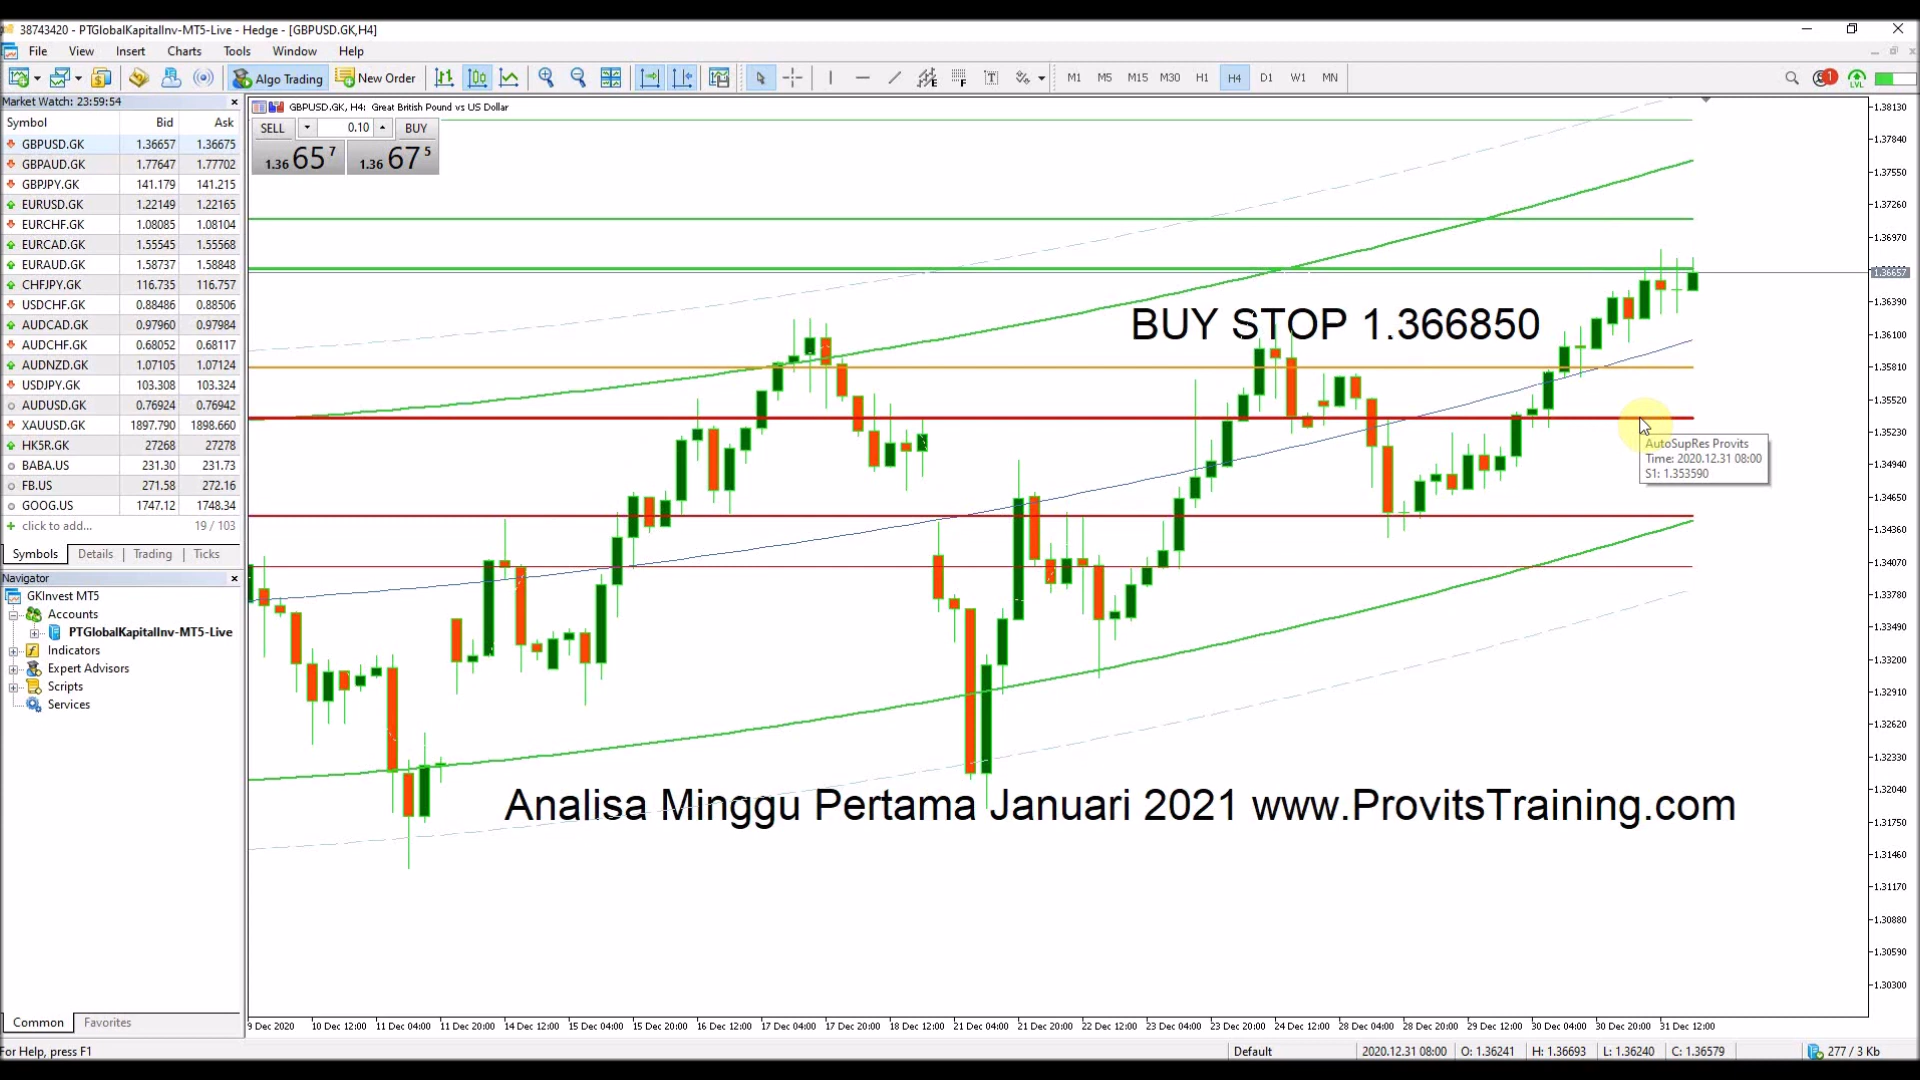 38743420 - PTGlobalKapitalInv-MT5-Live - Hedge - [GBPUSD.GK,H4]
File View Insert Charts Tools Window Help
Algo Trading New Order M1 M5 M15 M30 H1 H4 D1 W1 MN 1 LVL
Market Watch: 23:59:54
Symbol Bid Ask
GBPUSD.GK 1.36657 1.36675
GBPAUD.GK 1.77647 1.77702
GBPJPY.GK 141.179 141.215
EURUSD.GK 1.22149 1.22165
EURCHF.GK 1.08085 1.08104
EURCAD.GK 1.55545 1.55568
EURAUD.GK 1.58737 1.58848
CHFJPY.GK 116.735 116.757
USDCHF.GK 0.88486 0.88506
AUDCAD.GK 0.97960 0.97984
AUDCHF.GK 0.68052 0.68117
AUDNZD.GK 1.07105 1.07124
USDJPY.GK 103.308 103.324
AUDUSD.GK 0.76924 0.76942
XAUUSD.GK 1897.790 1898.660
HK5R.GK 27268 27278
BABA.US 231.30 231.73
FB.US 271.58 272.16
GOOG.US 1747.12 1748.34
click to add... 19 / 103
Symbols Details Trading Ticks
Navigator
GKInvest MT5
Accounts
PTGlobalKapitalInv-MT5-Live
Indicators
Expert Advisors
Scripts
Services
Common Favorites
GBPUSD.GK, H4: Great British Pound vs US Dollar
SELL 0.10 BUY
1.36 65 7 1.36 67 5
BUY STOP 1.366850
AutoSupRes Provits
Time: 2020.12.31 08:00
S1: 1.353590
Analisa Minggu Pertama Januari 2021 www.ProvitsTraining.com
1.38130
1.37840
1.37550
1.37260
1.36970
1.36657
1.36390
1.36100
1.35810
1.35520
1.35230
1.34940
1.34650
1.34360
1.34070
1.33780
1.33490
1.33200
1.32910
1.32620
1.32330
1.32040
1.31750
1.31460
1.31170
1.30880
1.30590
1.30300
9 Dec 2020 10 Dec 12:00 11 Dec 04:00 11 Dec 20:00 14 Dec 12:00 15 Dec 04:00 15 Dec 20:00 16 Dec 12:00 17 Dec 04:00 17 Dec 20:00 18 Dec 12:00 21 Dec 04:00 21 Dec 20:00 22 Dec 12:00 23 Dec 04:00 23 Dec 20:00 24 Dec 12:00 28 Dec 04:00 28 Dec 20:00 29 Dec 12:00 30 Dec 04:00 30 Dec 20:00 31 Dec 12:00
For Help, press F1 Default 2020.12.31 08:00 O: 1.36241 H: 1.36693 L: 1.36240 C: 1.36579 277 / 3 Kb